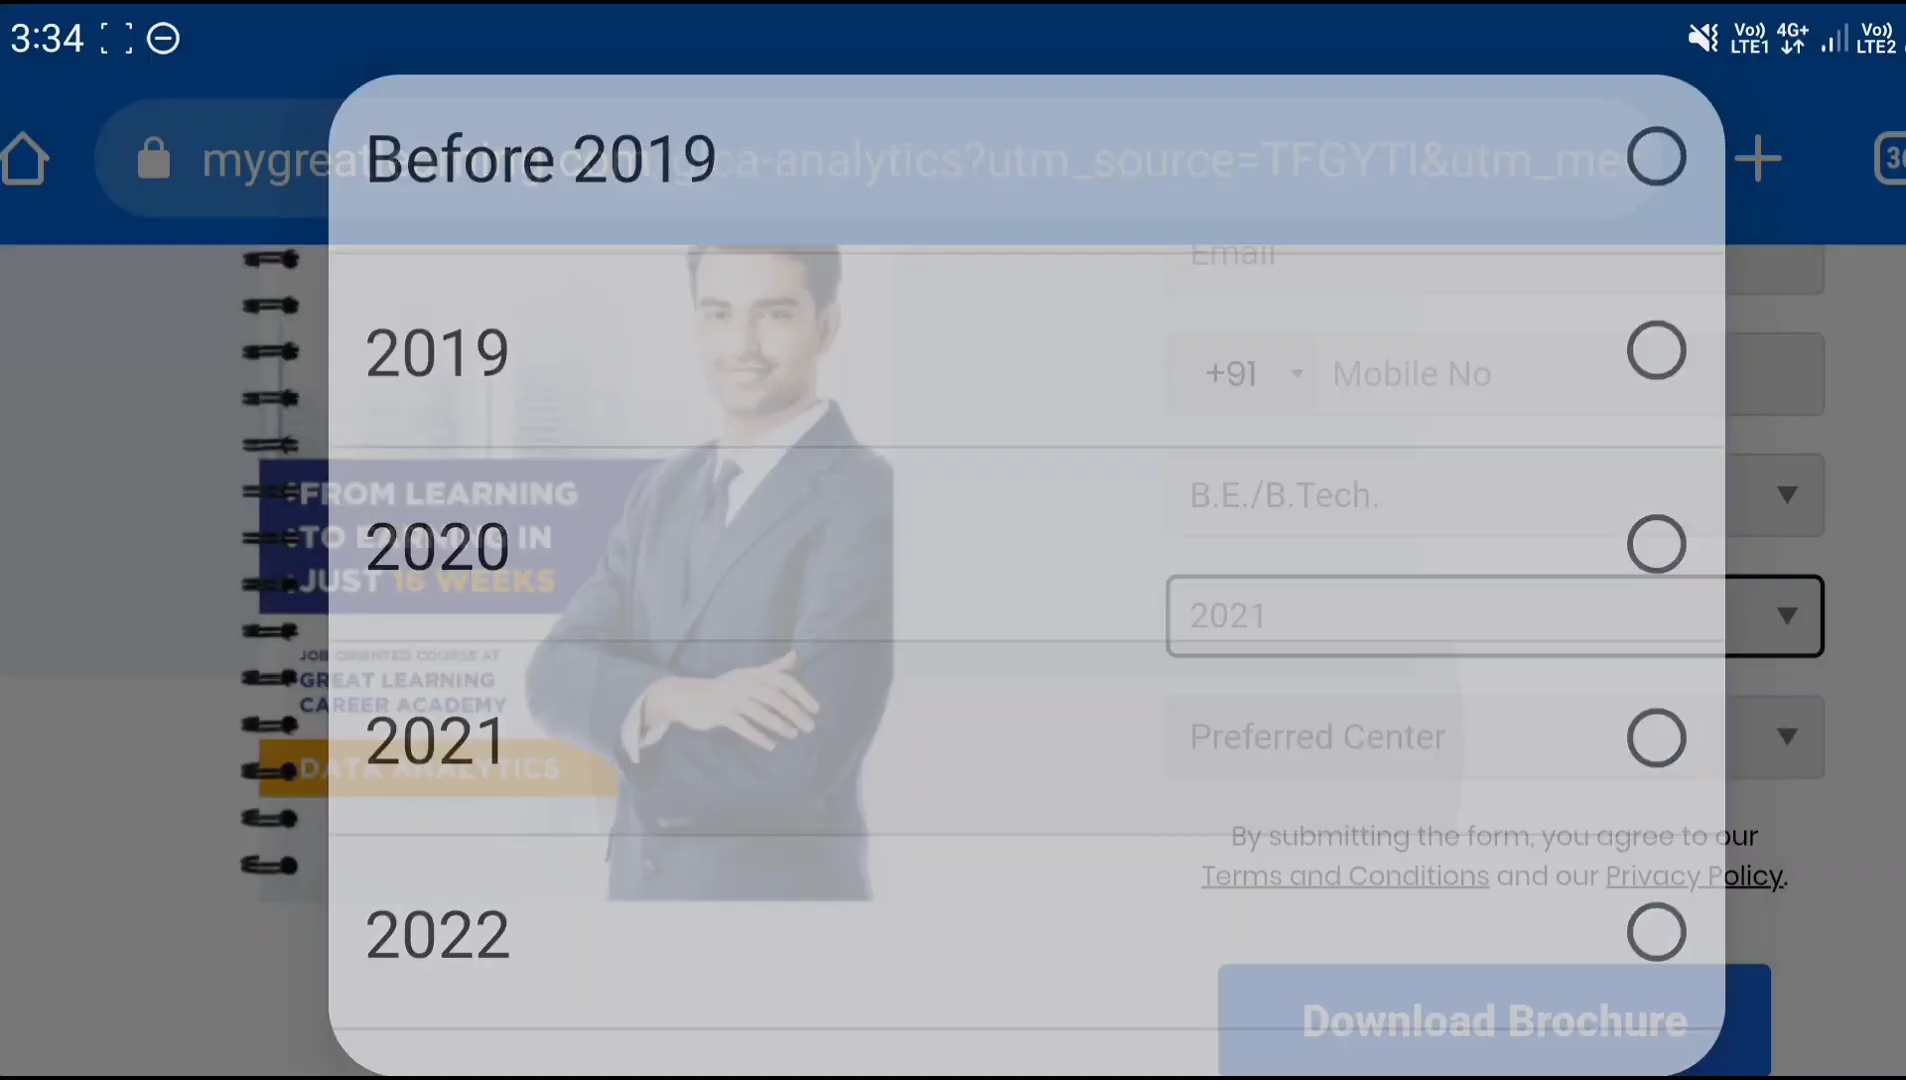 3:34
Vo)) LTE1 4G+ Vo)) LTE2
Before 2019
a-analytics?utm_source=TFGYTI&utm_me
Email
2019
+91 Mobile No
FROM LEARNING
B.E./B.Tech.
TO EARNING IN
2020
JUST 16 WEEKS
2021
JOB ORIENTED COURSE AT
GREAT LEARNING
CAREER ACADEMY
2021
Preferred Center
DATA ANALYTICS
By submitting the form, you agree to our
Terms and Conditions and our Privacy Policy.
2022
Download Brochure